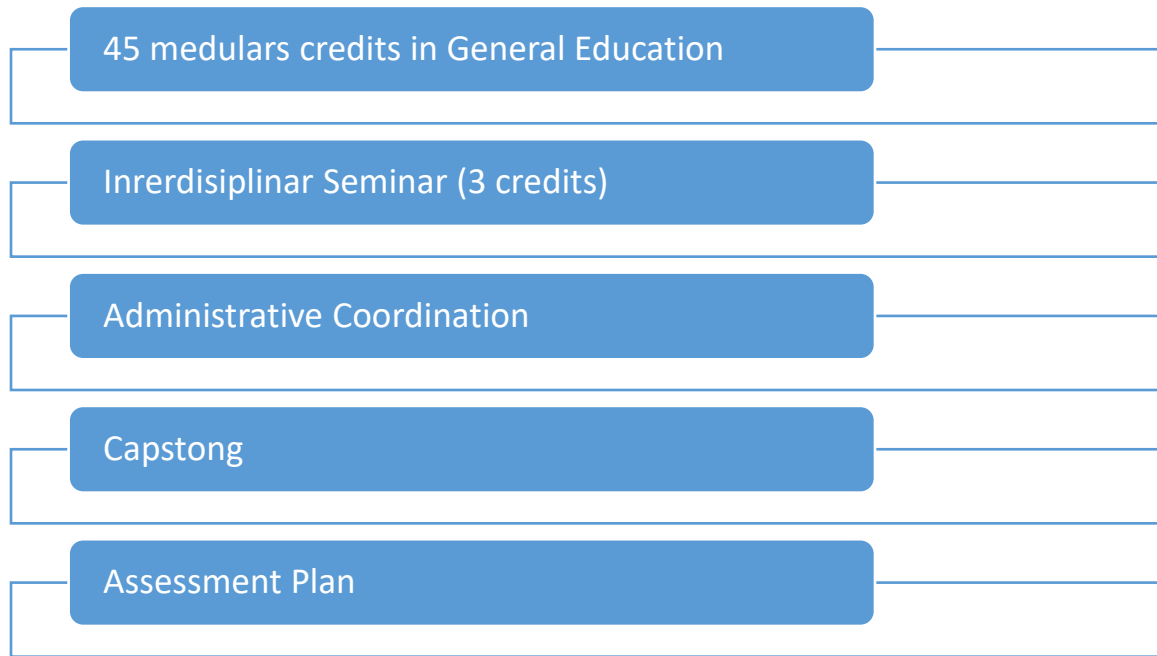 45 medulars credits in General Education
Inrerdisiplinar Seminar (3 credits)
Administrative Coordination
Capstong
Assessment Plan